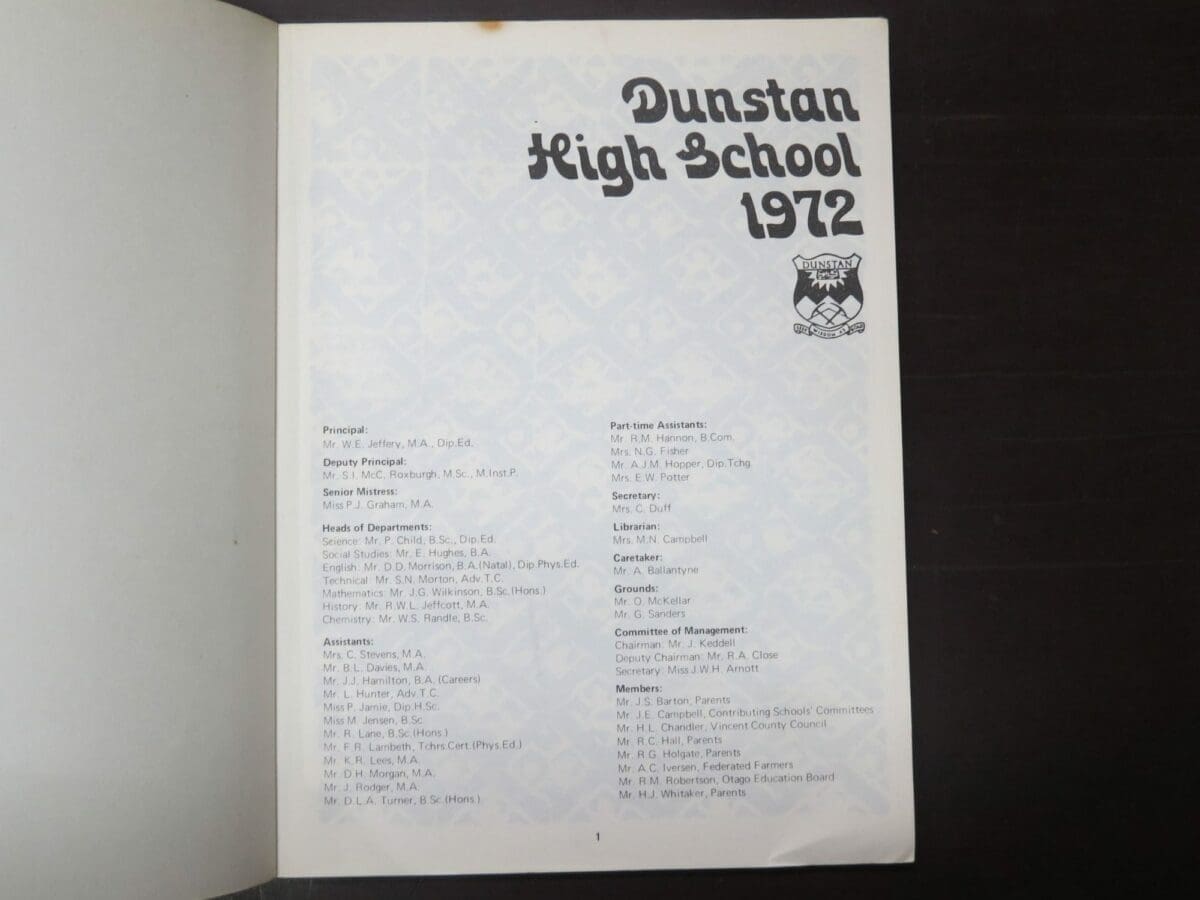 Dunstan
High School
1972
DUNSTAN
WISDOM AS
Principal:
Mr. W.E. Jeffery, M.A., Dip.Ed.
Deputy Principal:
Mr. S.I. McC. Roxburgh, M.Sc., M.Inst.P.
Senior Mistress:
Miss P.J. Graham, M.A.
Heads of Departments:
Science: Mr. P. Child, B.Sc., Dip.Ed.
Social Studies: Mr. E. Hughes, B.A.
English: Mr. D.D. Morrison, B.A.(Natal), Dip.Phys.Ed.
Technical: Mr. S.N. Morton, Adv.T.C.
Mathematics: Mr. J.G. Wilkinson, B.Sc.(Hons.)
History: Mr. R.W.L. Jeffcott, M.A.
Chemistry: Mr. W.S. Randle, B.Sc.
Assistants:
Mrs. C. Stevens, M.A.
Mr. B.L. Davies, M.A.
Mr. J.J. Hamilton, B.A. (Careers)
Mr. L. Hunter, Adv.T.C.
Miss P. Jamie, Dip.H.Sc.
Miss M. Jensen, B.Sc.
Mr. R. Lane, B.Sc.(Hons.)
Mr. F.R. Lambeth, Tchrs.Cert.(Phys.Ed.)
Mr. K.R. Lees, M.A.
Mr. D.H. Morgan, M.A.
Mr. J. Rodger, M.A.
Mr. D.L.A. Turner, B.Sc.(Hons.)
Part-time Assistants:
Mr. R.M. Hannon, B.Com.
Mrs. N.G. Fisher
Mr. A.J.M. Hopper, Dip.Tchg.
Mrs. E.W. Potter
Secretary:
Mrs. C. Duff
Librarian:
Mrs. M.N. Campbell
Caretaker:
Mr. A. Ballantyne
Grounds:
Mr. O. McKellar
Mr. G. Sanders
Committee of Management:
Chairman: Mr. J. Keddell
Deputy Chairman: Mr. R.A. Close
Secretary: Miss J.W.H. Arnott
Members:
Mr. J.S. Barton, Parents
Mr. J.E. Campbell, Contributing Schools' Committees
Mr. H.L. Chandler, Vincent County Council
Mr. R.C. Hall, Parents
Mr. R.G. Holgate, Parents
Mr. A.C. Iversen, Federated Farmers
Mr. R.M. Robertson, Otago Education Board
Mr. H.J. Whitaker, Parents
1